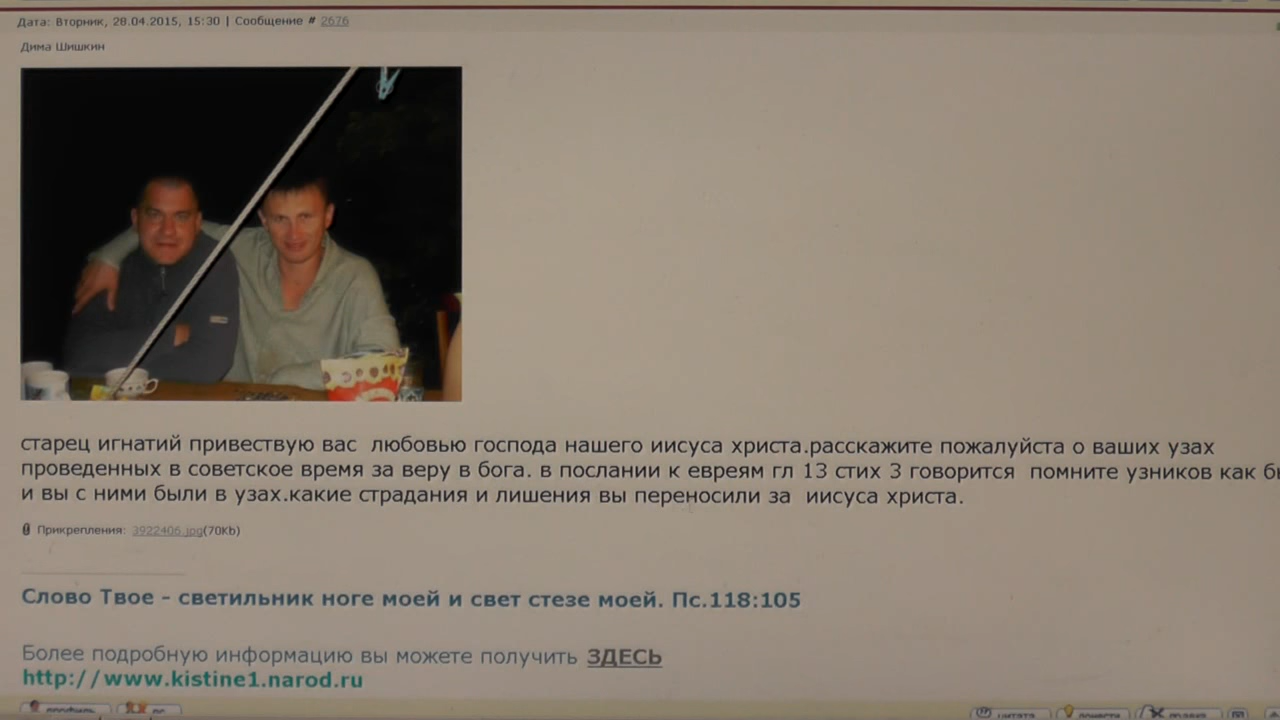 Дата: Вторник, 28.04.2015, 15:30 | Сообщение # 2676
Дима Шишкин
старец игнатий привествую вас любовью господа нашего иисуса христа.расскажите пожалуйста о ваших узах
проведенных в советское время за веру в бога. в послании к евреям гл 13 стих 3 говорится помните узников как бы
и вы с ними были в узах.какие страдания и лишения вы переносили за иисуса христа.
Прикрепления: 3922406.jpg(70Kb)
Слово Твое - светильник ноге моей и свет стезе моей. Пс.118:105
Более подробную информацию вы можете получить ЗДЕСЬ
http://www.kistine1.narod.ru